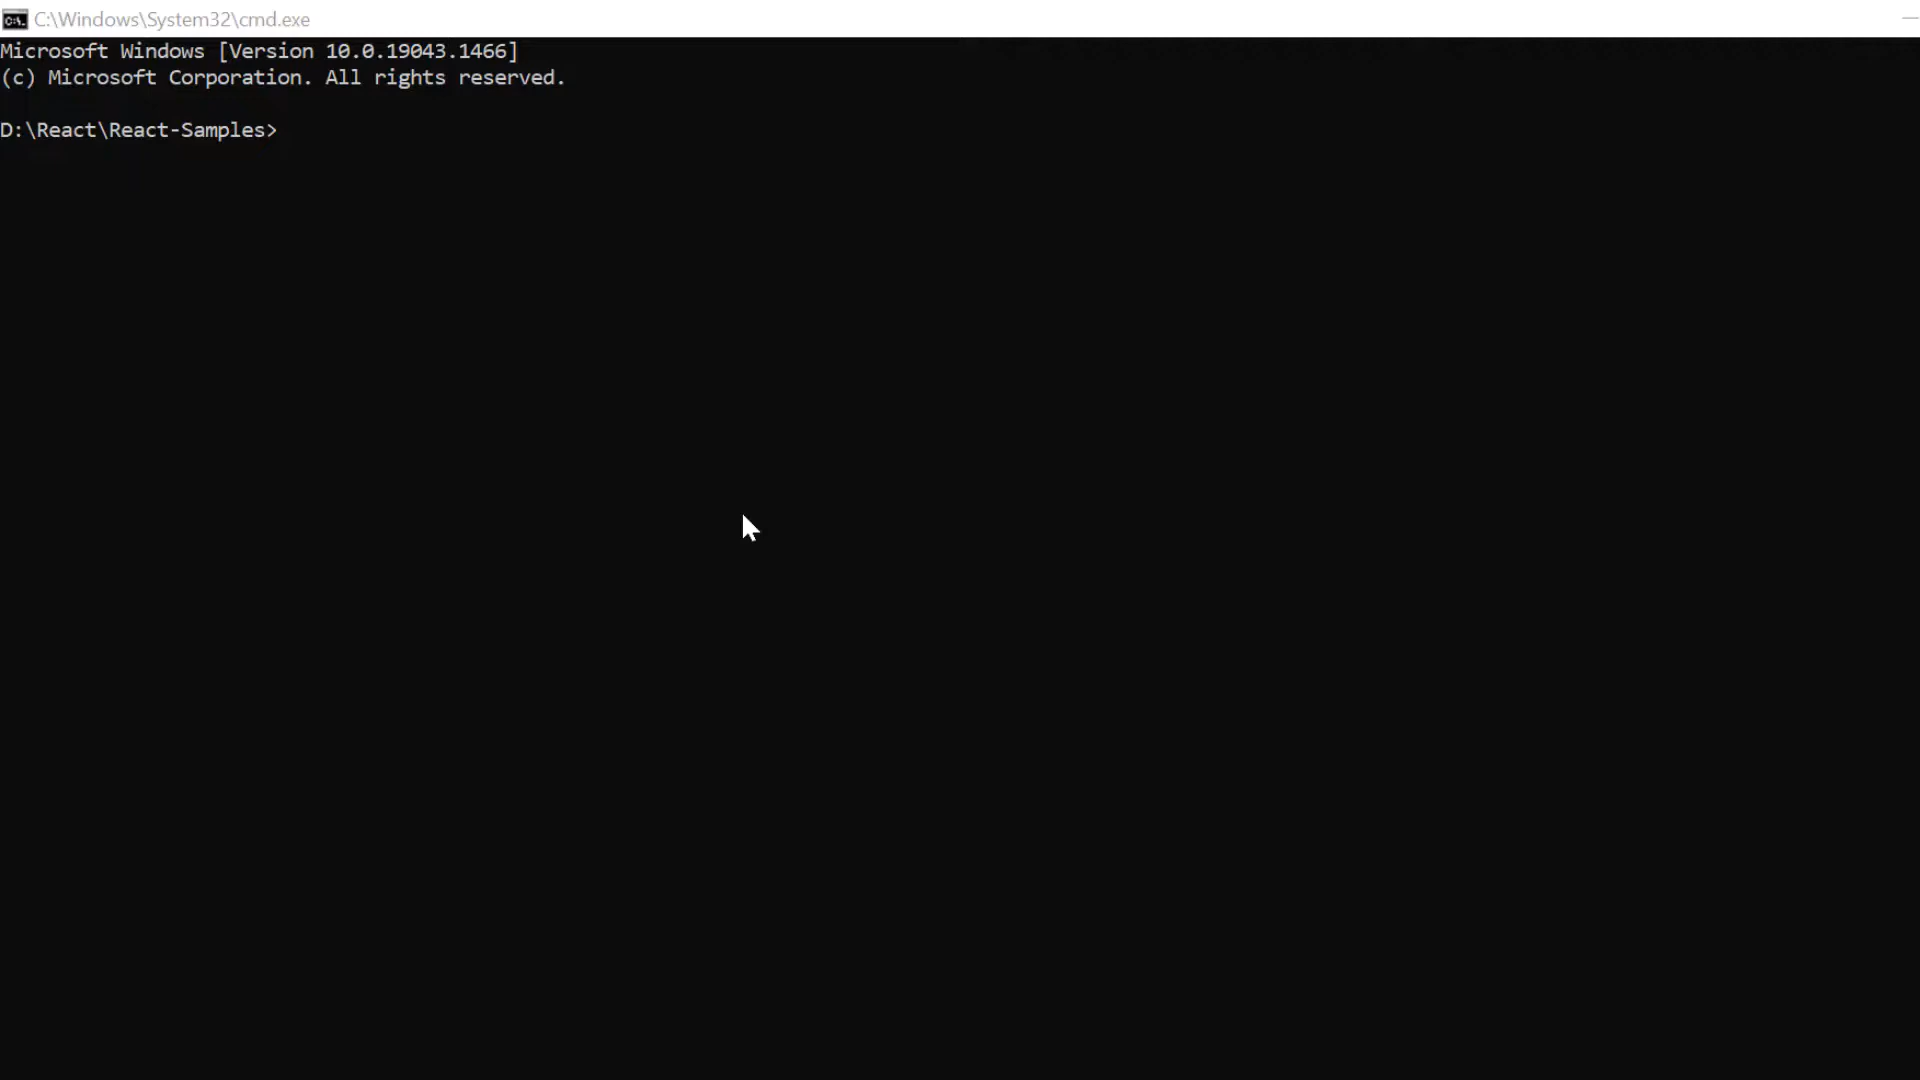 C:\Windows\System32\cmd.exe
Microsoft Windows [Version 10.0.19043.1466]
(c) Microsoft Corporation. All rights reserved.
D:\React\React-Samples>